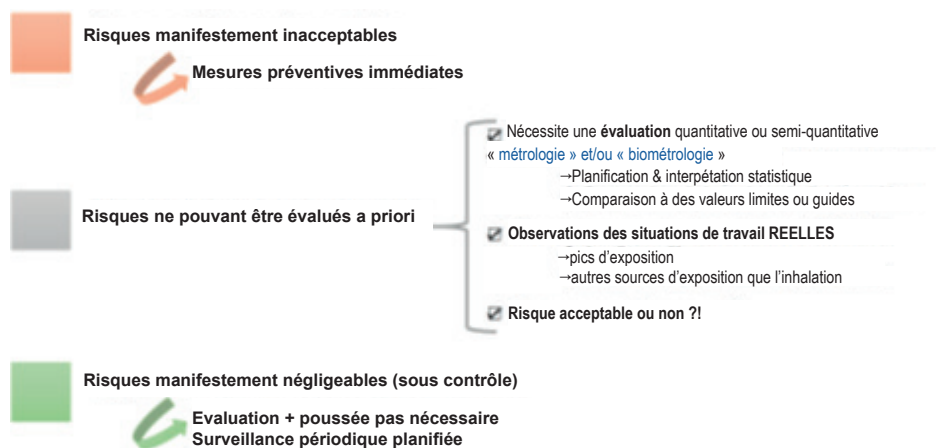 Risques manifestement inacceptables
Mesures préventives immédiates
Nécessite une évaluation quantitative ou semi-quantitative
« métrologie » et/ou « biométrologie »
→Planification & interpétation statistique
→Comparaison à des valeurs limites ou guides
Risques ne pouvant être évalués a priori
Observations des situations de travail REELLES
→pics d’exposition
→autres sources d’exposition que l’inhalation
Risque acceptable ou non ?!
Risques manifestement négligeables (sous contrôle)
Evaluation + poussée pas nécessaire
Surveillance périodique planifiée